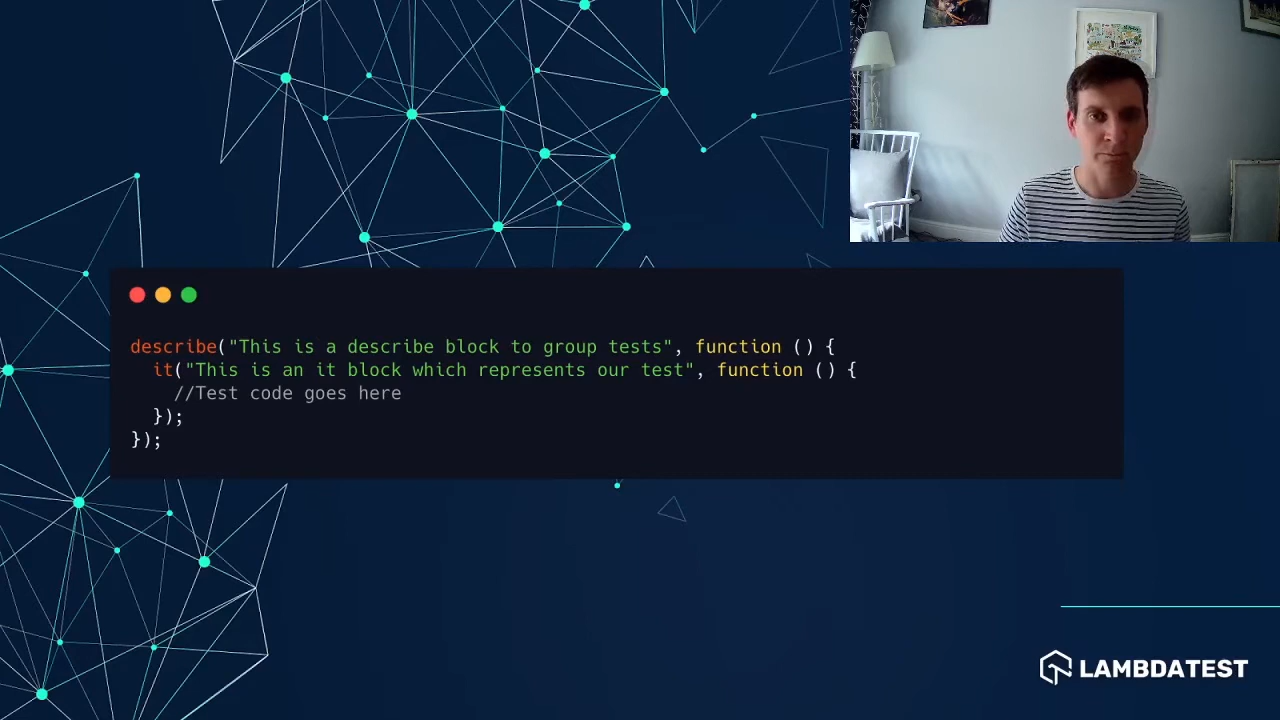 describe("This is a describe block to group tests", function () {
  it("This is an it block which represents our test", function () {
    //Test code goes here
  });
});
LAMBDATEST